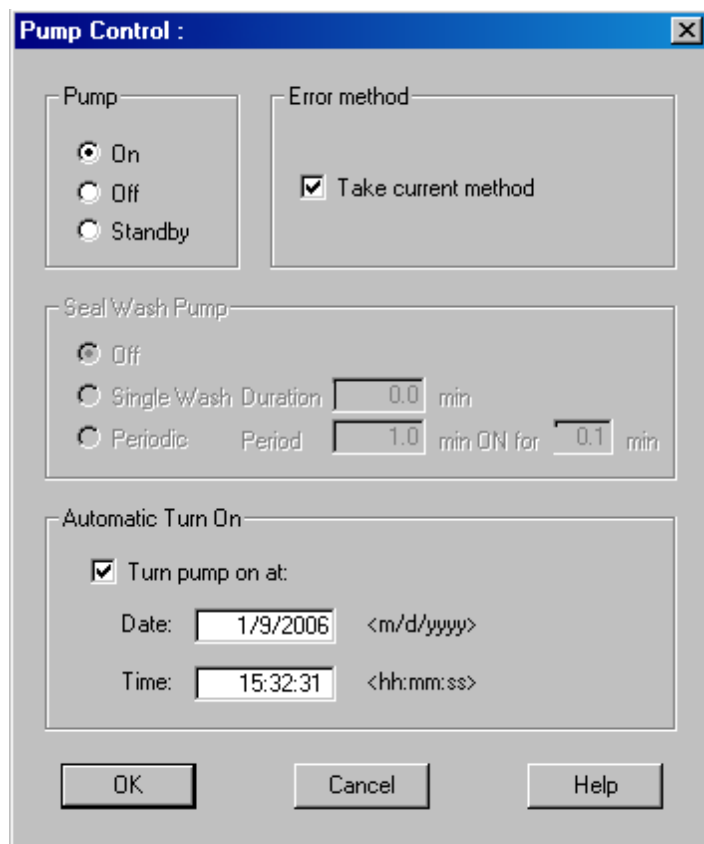 Pump Control :
Pump
On
Off
Standby
Error method
Take current method
Seal Wash Pump
Off
Single Wash Duration 0.0 min
Periodic Period 1.0 min ON for 0.1 min
Automatic Turn On
Turn pump on at:
Date: 1/9/2006 <m/d/yyyy>
Time: 15:32:31 <hh:mm:ss>
OK Cancel Help